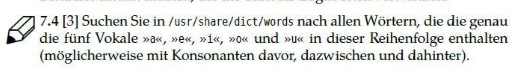 7.4 [3] Suchen Sie in /usr/share/dict/words nach allen Wörtern, die die genau
die fünf Vokale »a«, »e«, »i«, »o« und »u« in dieser Reihenfolge enthalten
(möglicherweise mit Konsonanten davor, dazwischen und dahinter).